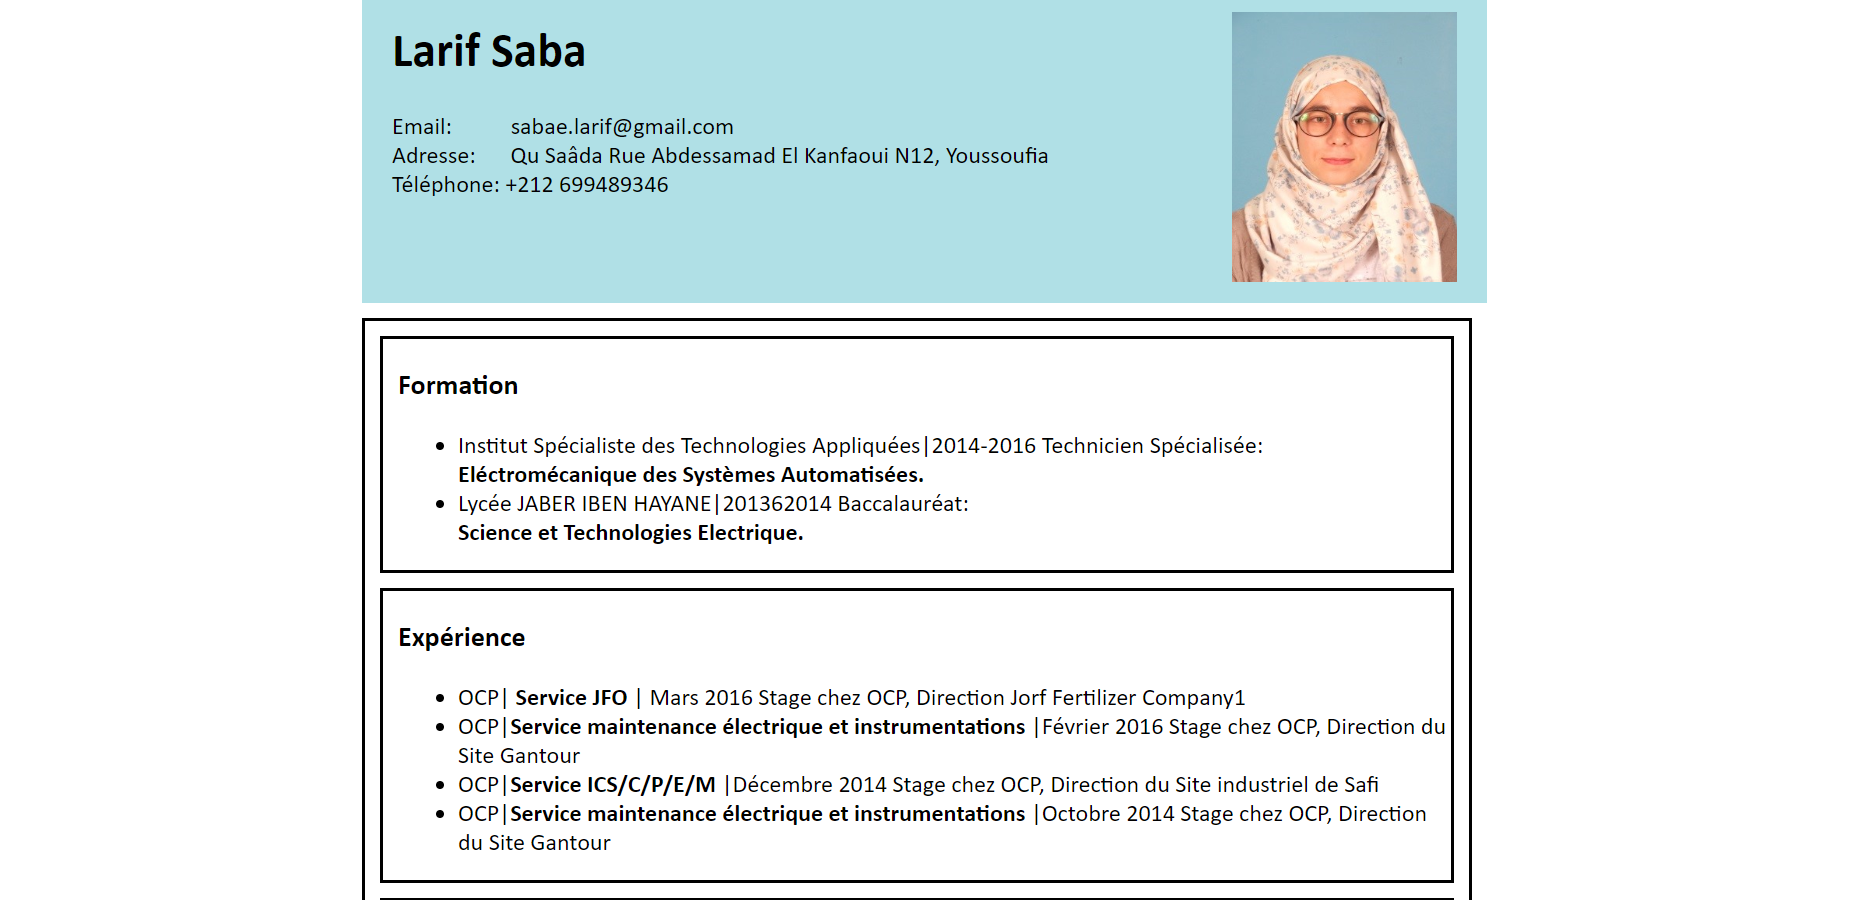 Larif Saba
Email: sabae.larif@gmail.com
Adresse: Qu Saâda Rue Abdessamad El Kanfaoui N12, Youssoufia
Téléphone: +212 699489346
Formation
Institut Spécialiste des Technologies Appliquées|2014-2016 Technicien Spécialisée:
Eléctromécanique des Systèmes Automatisées.
Lycée JABER IBEN HAYANE|201362014 Baccalauréat:
Science et Technologies Electrique.
Expérience
OCP| Service JFO | Mars 2016 Stage chez OCP, Direction Jorf Fertilizer Company1
OCP|Service maintenance électrique et instrumentations |Février 2016 Stage chez OCP, Direction du
Site Gantour
OCP|Service ICS/C/P/E/M |Décembre 2014 Stage chez OCP, Direction du Site industriel de Safi
OCP|Service maintenance électrique et instrumentations |Octobre 2014 Stage chez OCP, Direction
du Site Gantour